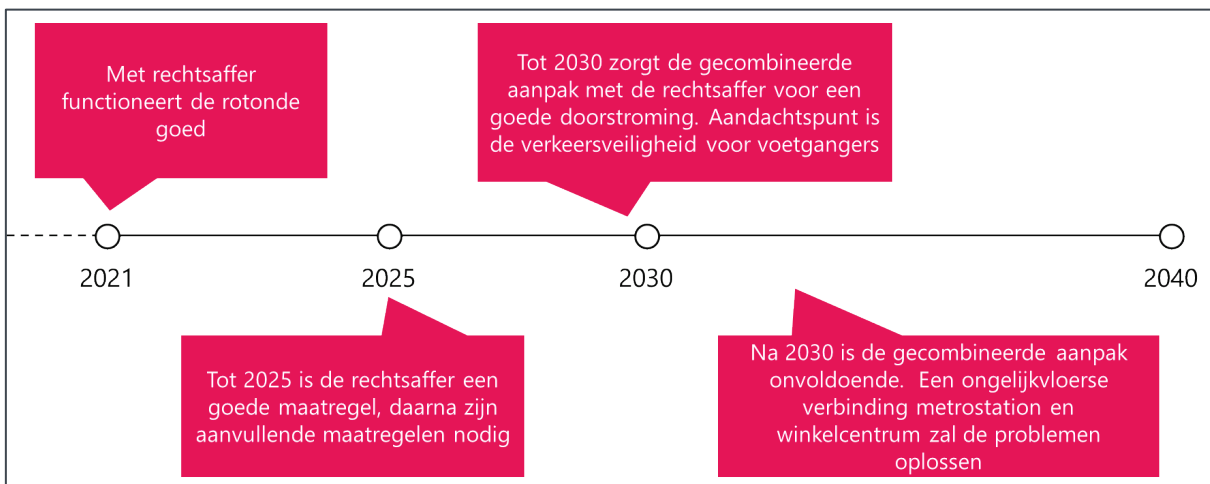 Met rechtsaffer
functioneert de rotonde
goed
Tot 2030 zorgt de gecombineerde
aanpak met de rechtsaffer voor een
goede doorstroming. Aandachtspunt is
de verkeersveiligheid voor voetgangers
2021
2025
2030
2040
Tot 2025 is de rechtsaffer een
goede maatregel, daarna zijn
aanvullende maatregelen nodig
Na 2030 is de gecombineerde aanpak
onvoldoende. Een ongelijkvloerse
verbinding metrostation en
winkelcentrum zal de problemen
oplossen